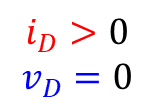 i_D > 0
v_D = 0